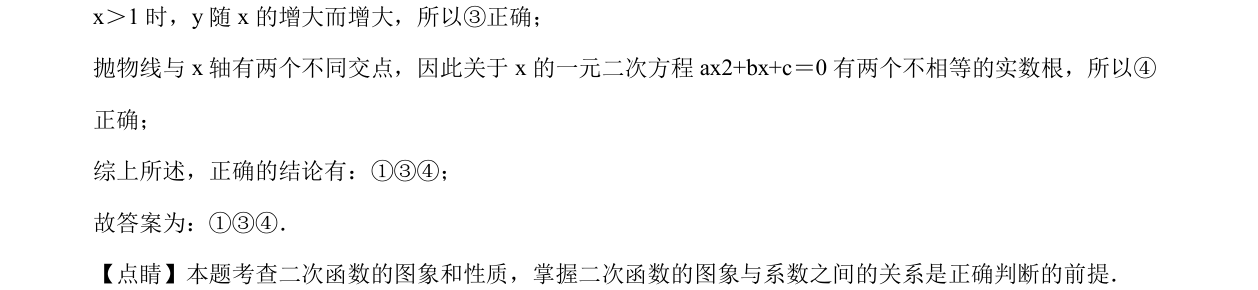 x＞1 时，y 随 x 的增大而增大，所以③正确；
抛物线与 x 轴有两个不同交点，因此关于 x 的一元二次方程 ax2+bx+c＝0 有两个不相等的实数根，所以④
正确；
综上所述，正确的结论有：①③④；
故答案为：①③④．
【点睛】本题考查二次函数的图象和性质，掌握二次函数的图象与系数之间的关系是正确判断的前提．